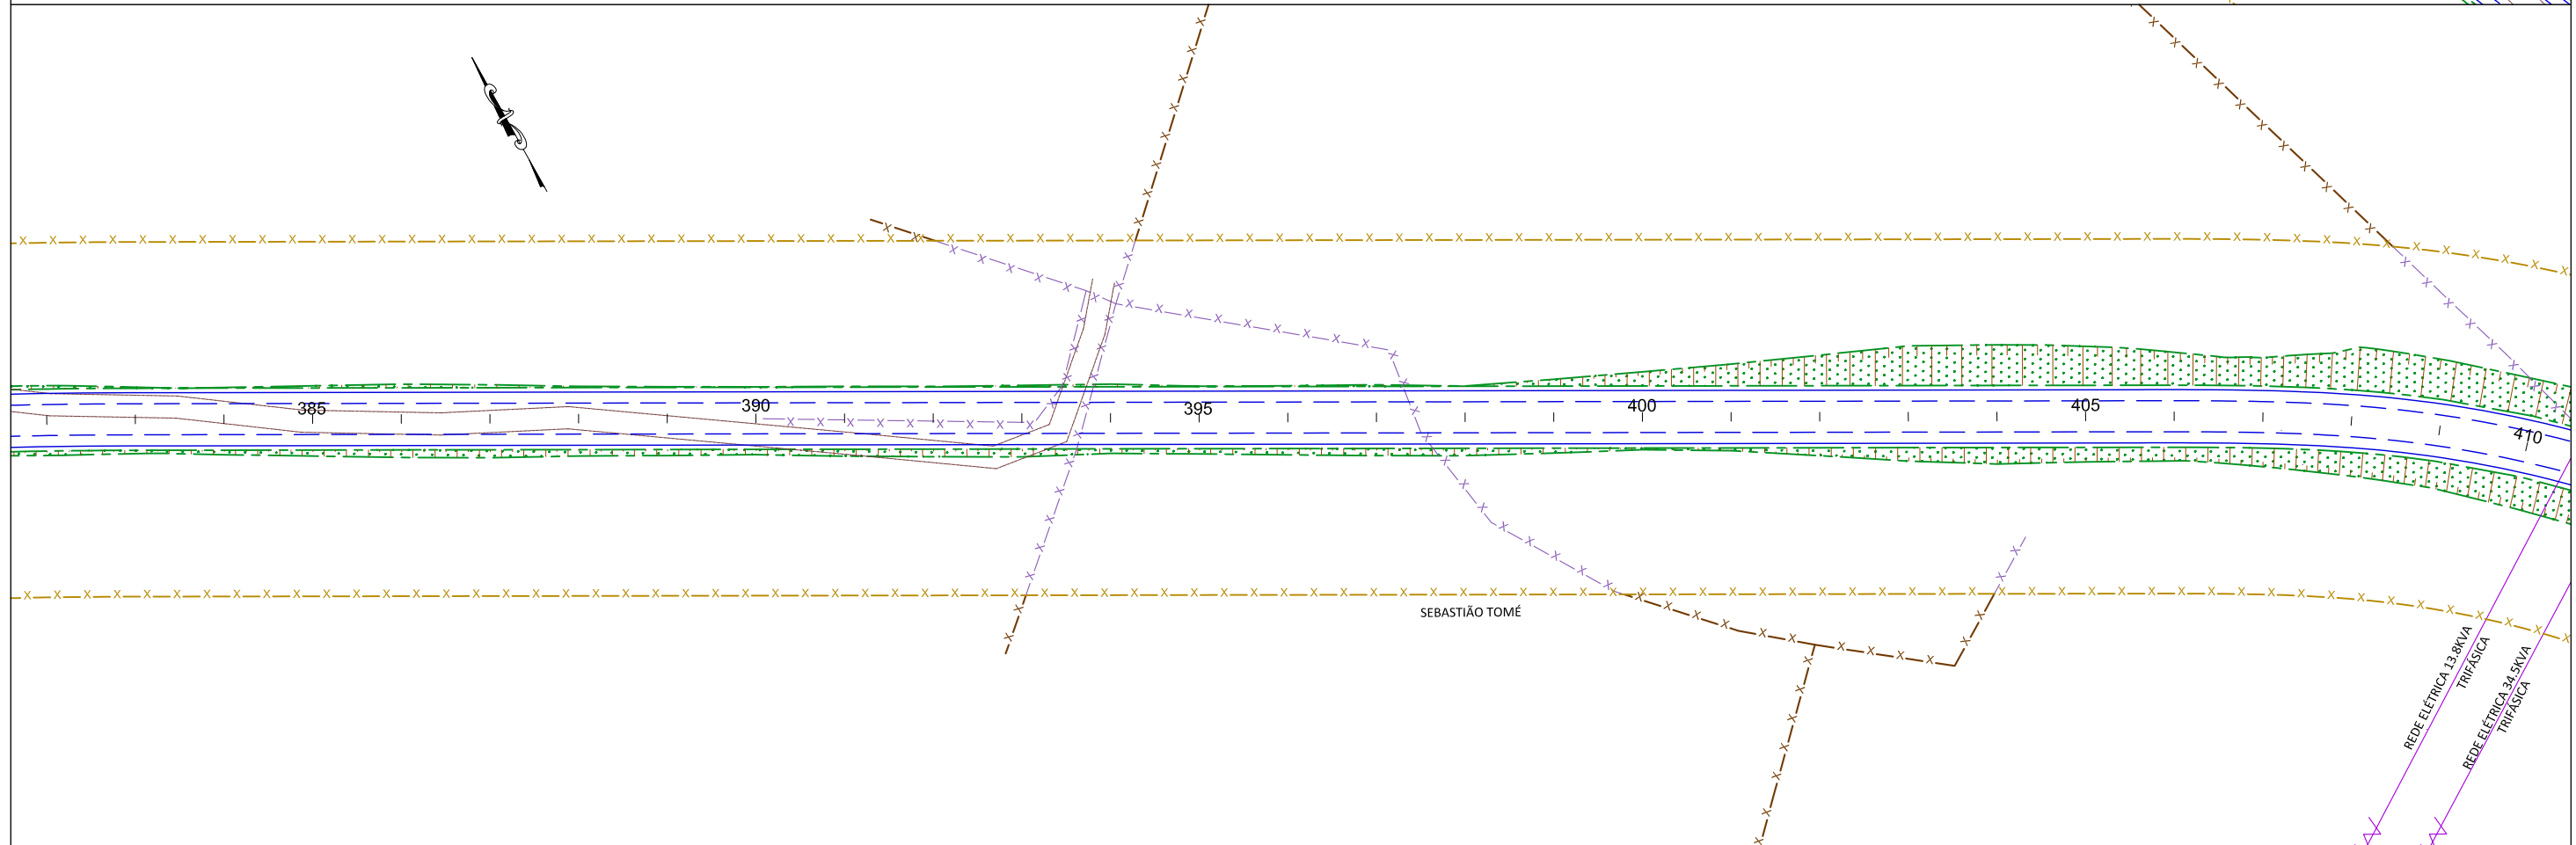 385
390
395
400
405
410
SEBASTIÃO TOMÉ
REDE ELÉTRICA 13.8KVA
TRIFÁSICA
REDE ELÉTRICA 34.5KVA
TRIFÁSICA